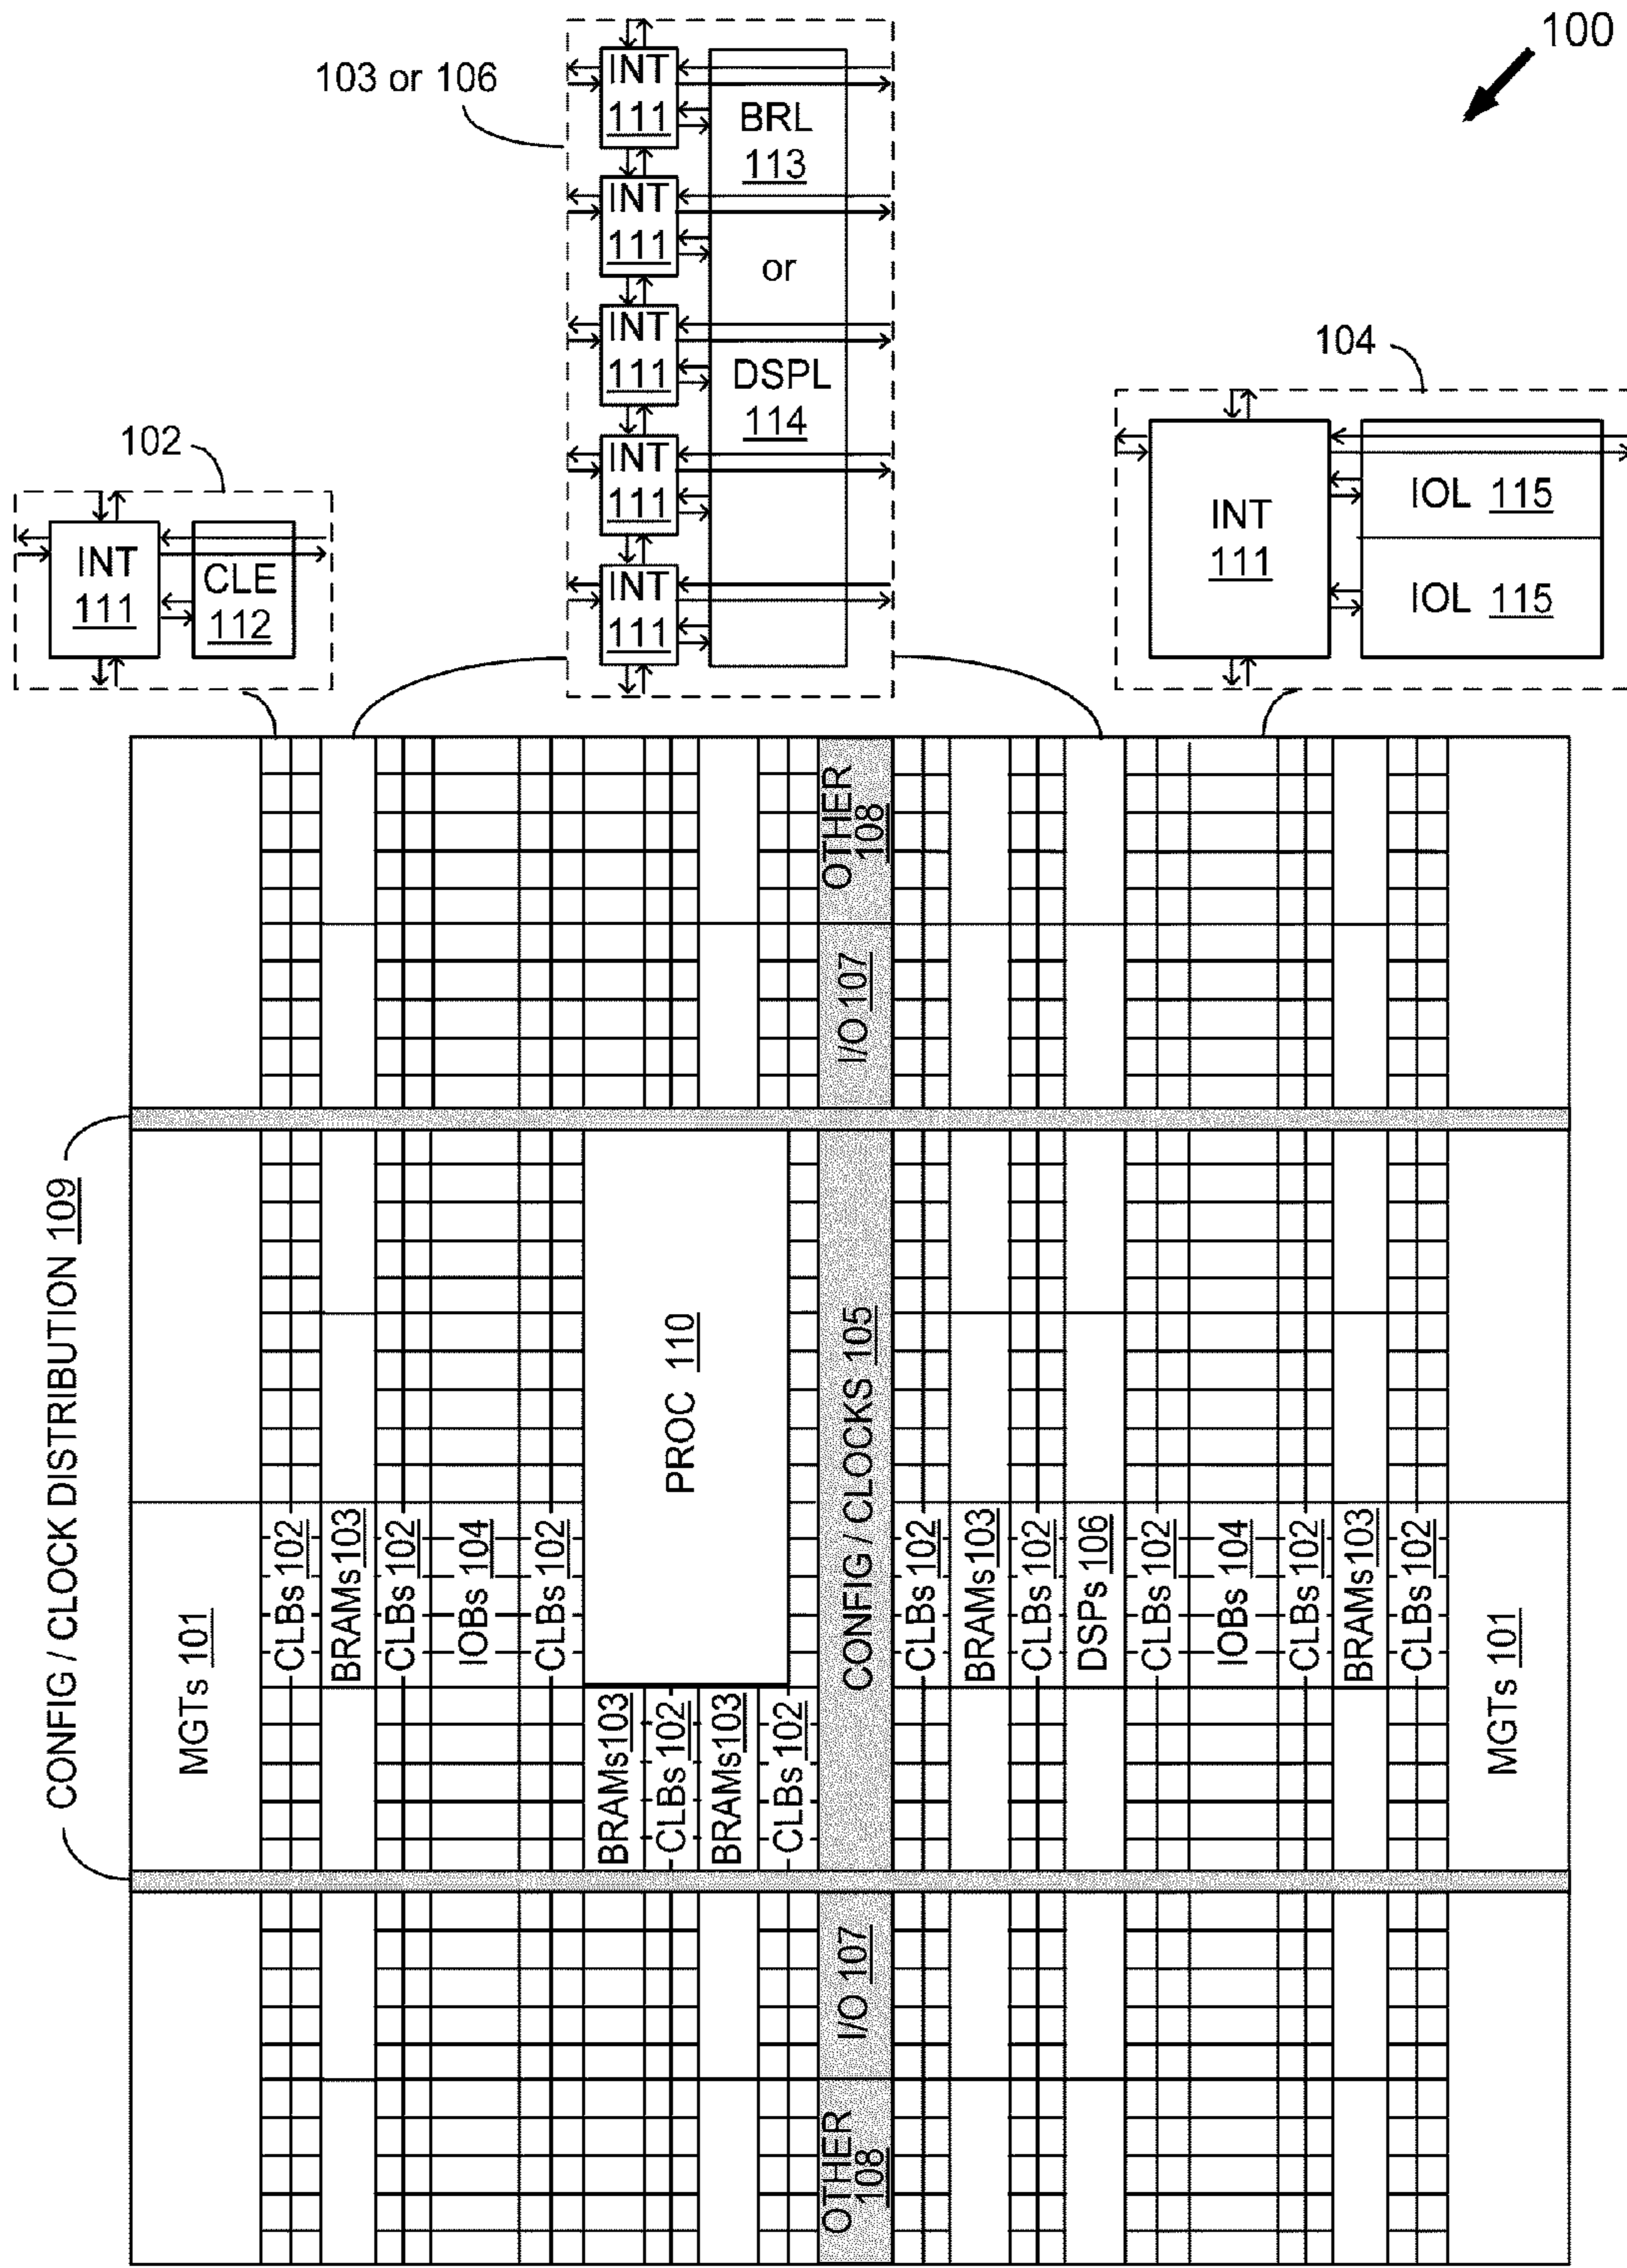 100
103 or 106
INT
111
INT
111
INT
111
INT
111
INT
111
BRL
113
or
DSPL
114
104
INT
111
IOL 115
IOL 115
102
INT
111
CLE
112
OTHER
108
I/O 107
CONFIG / CLOCK DISTRIBUTION 109
MGTs 101
CLBs 102
BRAMs 103
CLBs 102
IOBs 104
CLBs 102
PROC 110
BRAMs 103
CLBs 102
BRAMs 103
CLBs 102
CONFIG / CLOCKS 105
CLBs 102
BRAMs 103
CLBs 102
DSPs 106
CLBs 102
IOBs 104
CLBs 102
BRAMs 103
CLBs 102
MGTs 101
I/O 107
OTHER
108